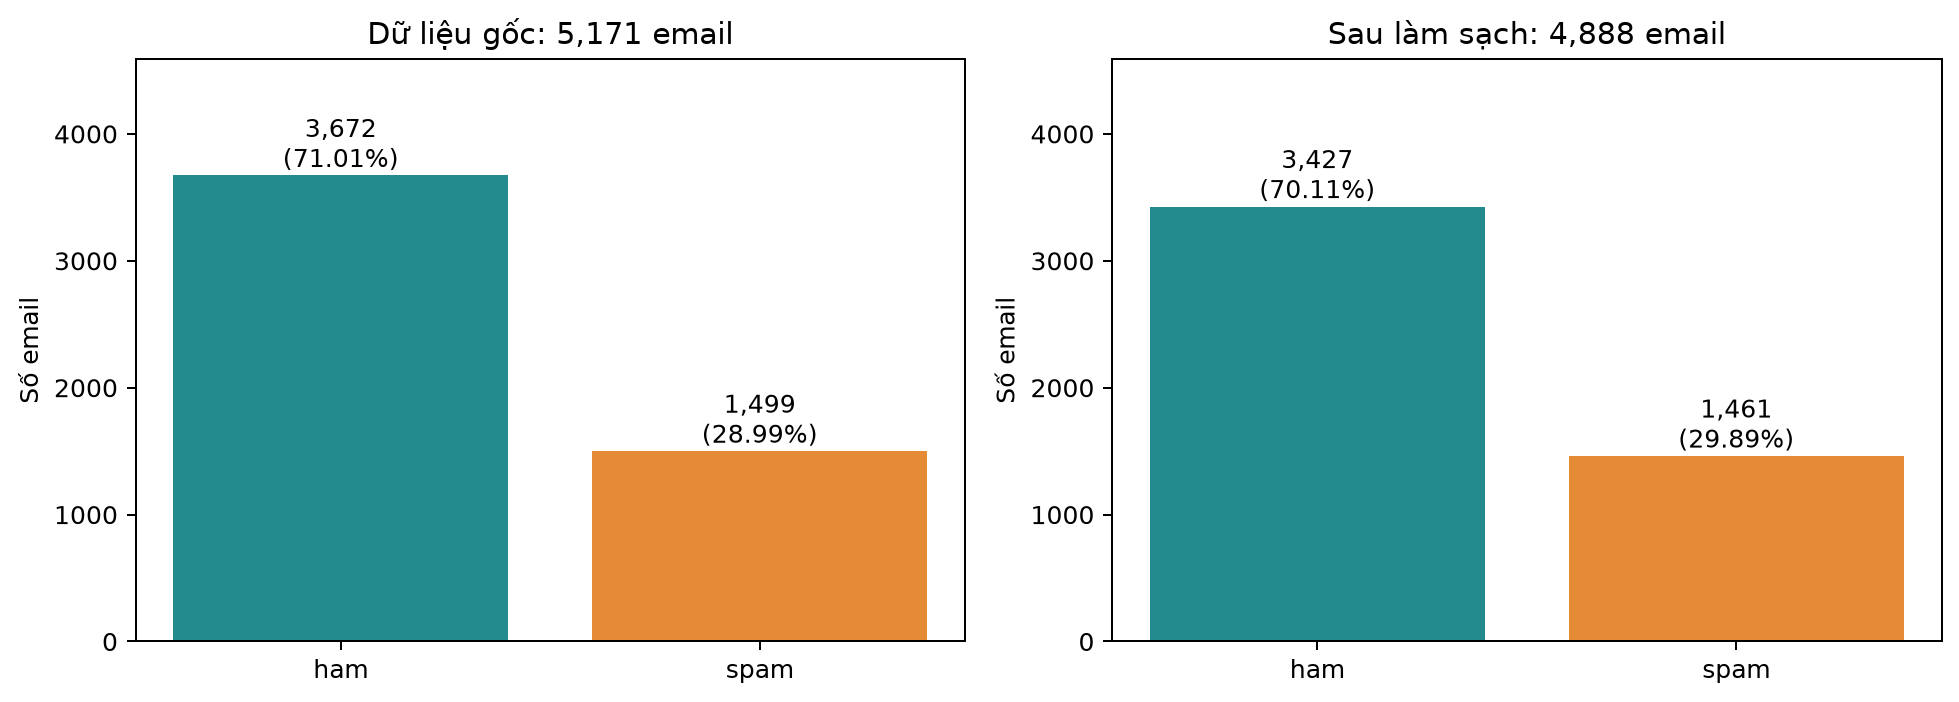 Dữ liệu gốc: 5,171 email
Số email
4000
3000
2000
1000
0
3,672
(71.01%)
1,499
(28.99%)
ham
spam
Sau làm sạch: 4,888 email
Số email
4000
3000
2000
1000
0
3,427
(70.11%)
1,461
(29.89%)
ham
spam